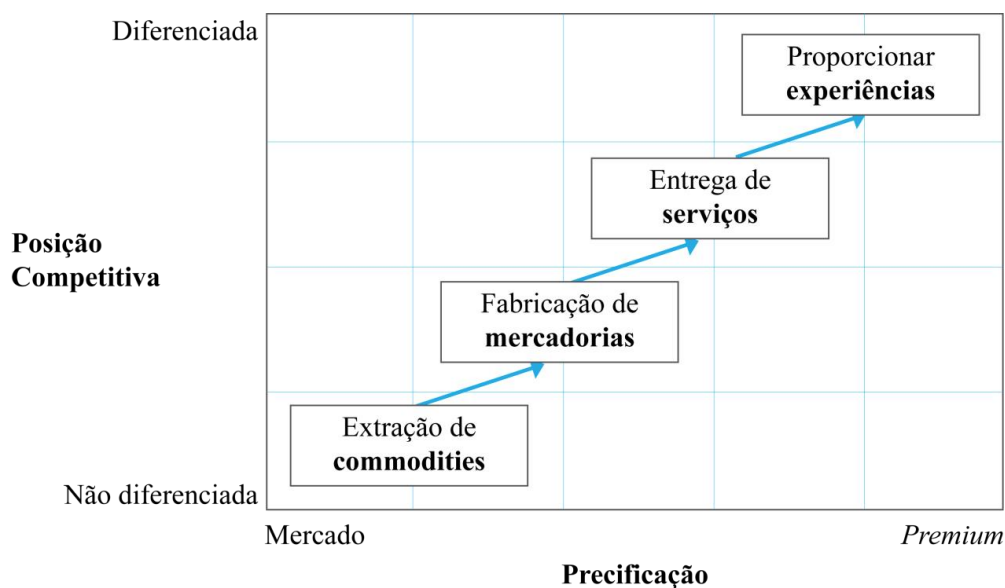 Diferenciada
Proporcionar
experiências
Entrega de
serviços
Posição
Competitiva
Fabricação de
mercadorias
Extração de
commodities
Não diferenciada
Mercado
Premium
Precificação